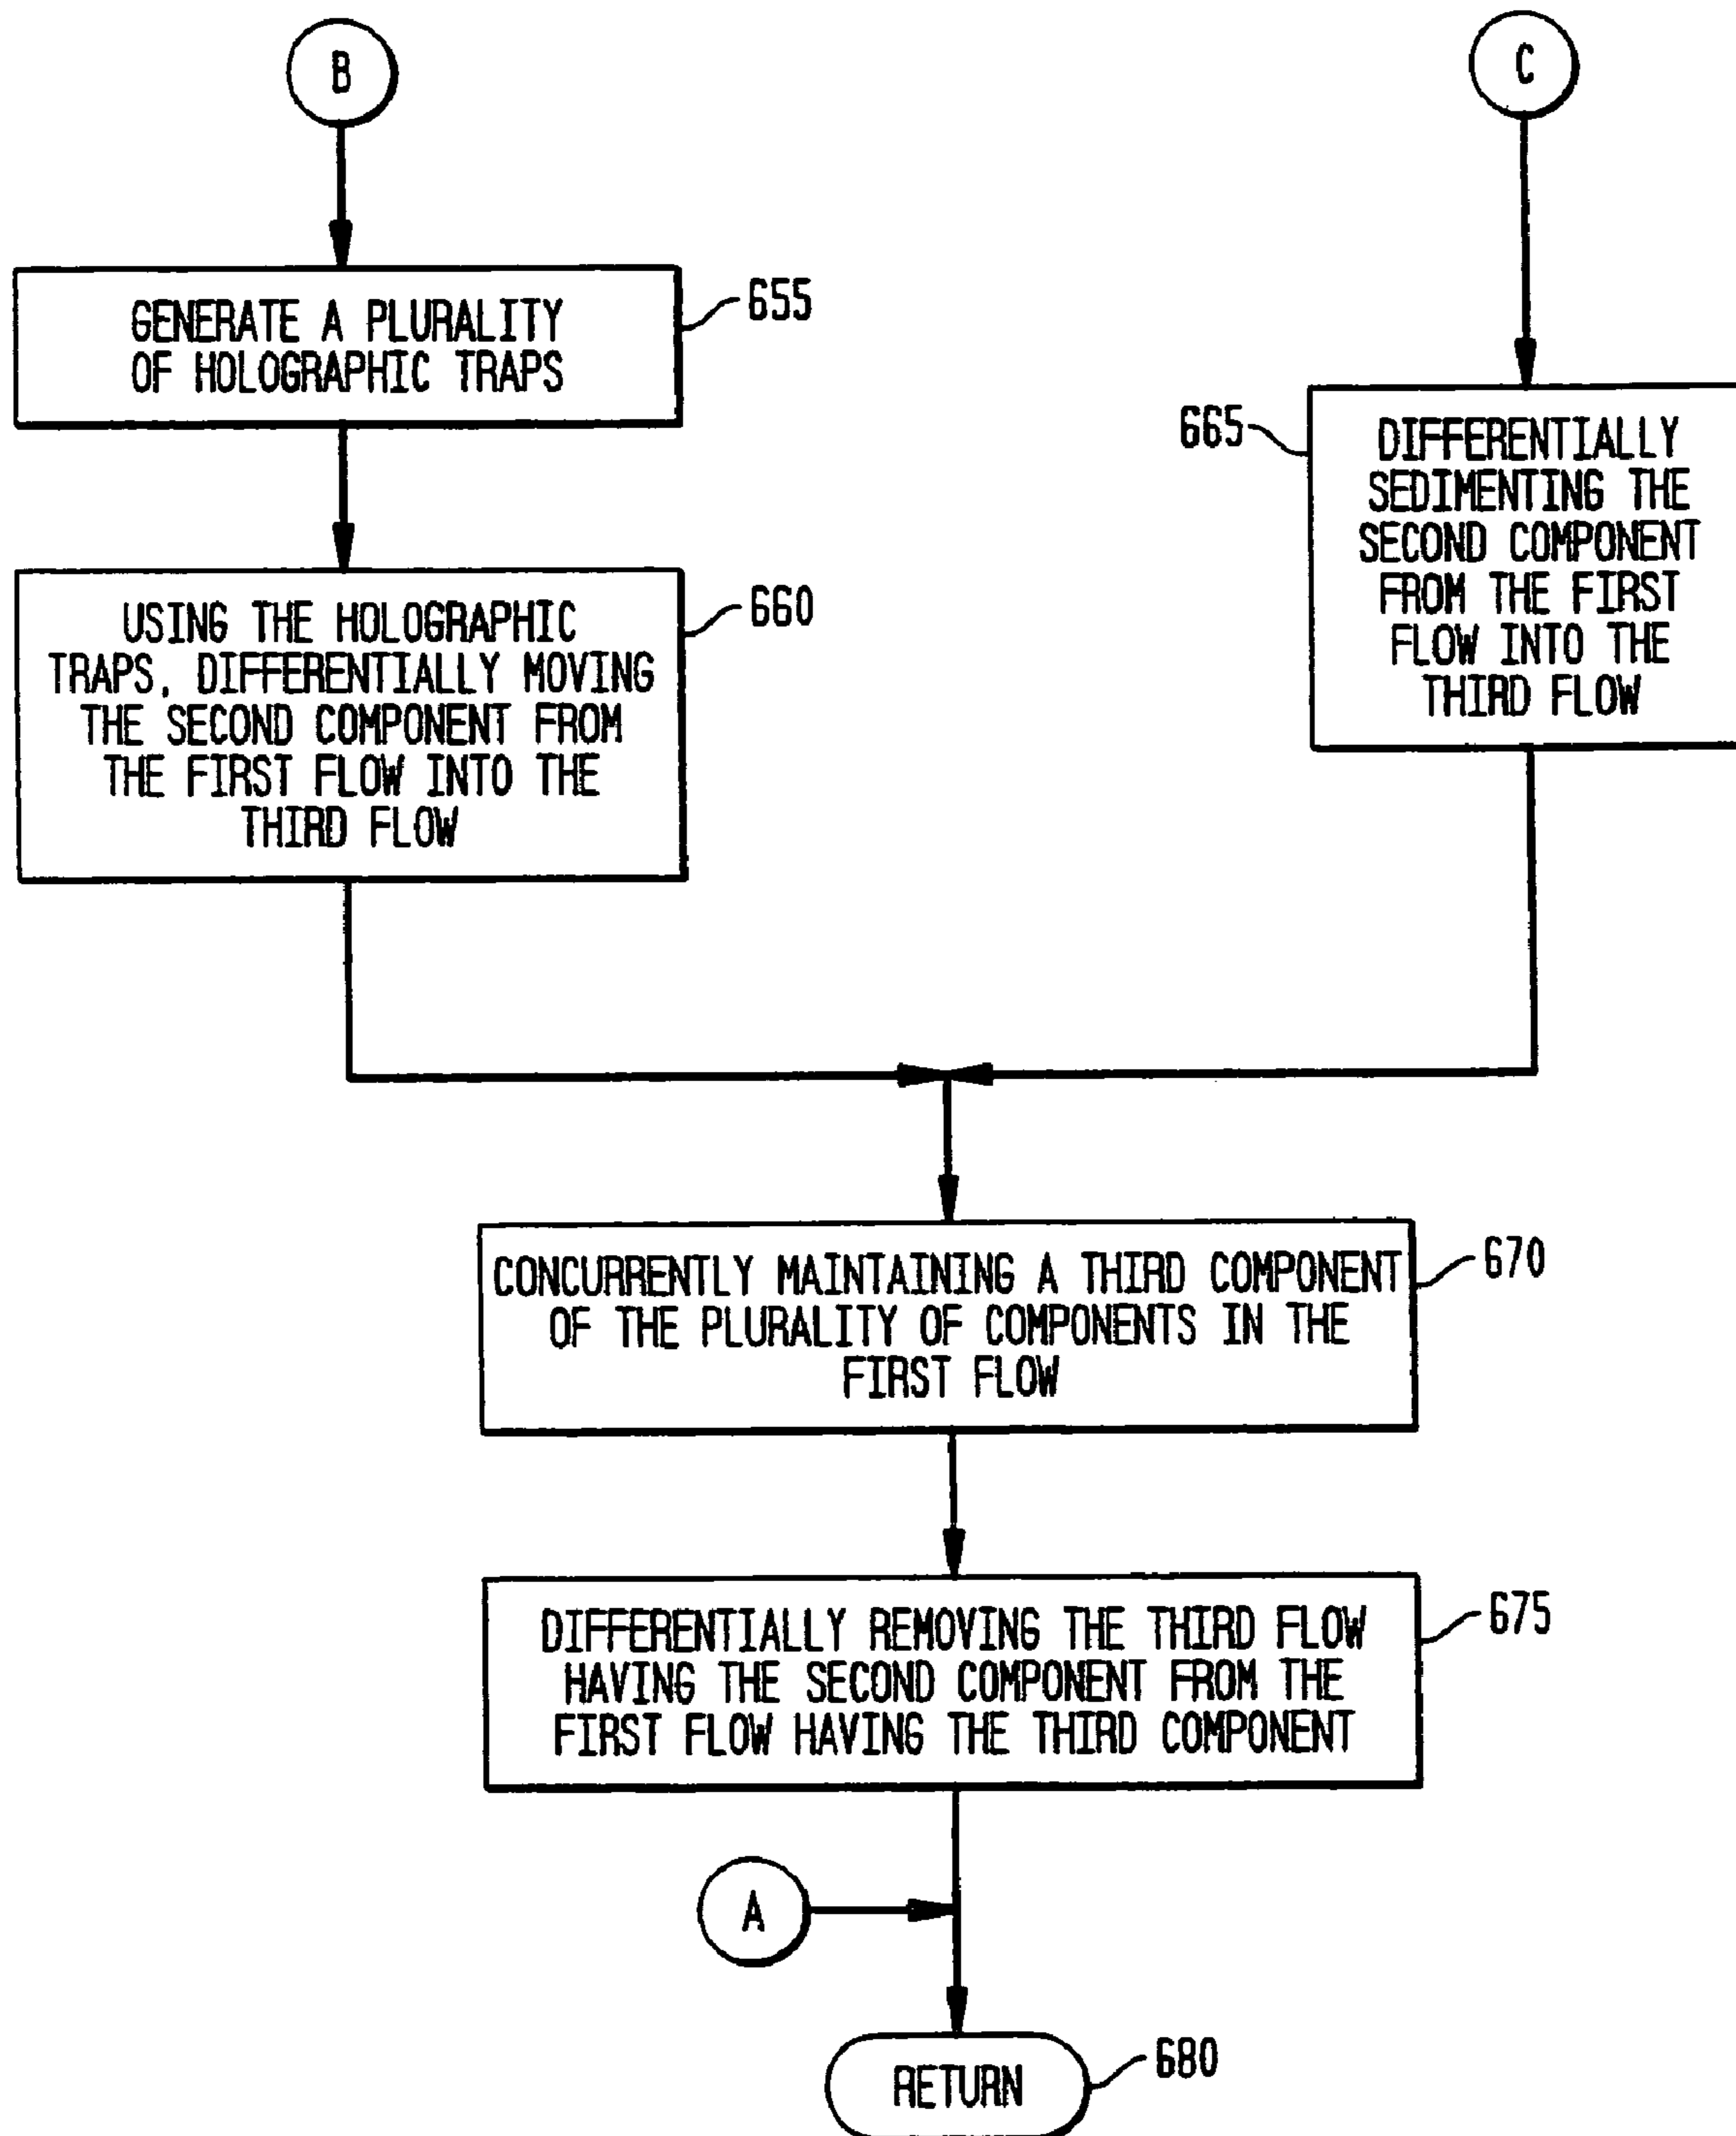 B
C
GENERATE A PLURALITY
OF HOLOGRAPHIC TRAPS
655
665
DIFFERENTIALLY
SEDIMENTING THE
SECOND COMPONENT
FROM THE FIRST
FLOW INTO THE
THIRD FLOW
USING THE HOLOGRAPHIC
TRAPS, DIFFERENTIALLY MOVING
THE SECOND COMPONENT FROM
THE FIRST FLOW INTO THE
THIRD FLOW
660
CONCURRENTLY MAINTAINING A THIRD COMPONENT
OF THE PLURALITY OF COMPONENTS IN THE
FIRST FLOW
670
DIFFERENTIALLY REMOVING THE THIRD FLOW
HAVING THE SECOND COMPONENT FROM THE
FIRST FLOW HAVING THE THIRD COMPONENT
675
A
RETURN
680